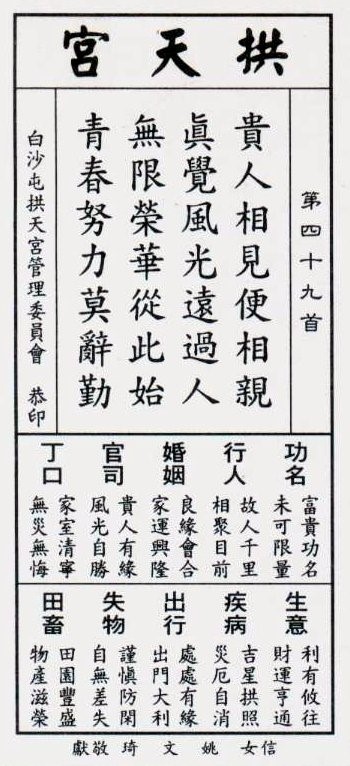 拱天宮
第四十九首
貴人相見便相親
眞覺風光遠過人
無限榮華從此始
青春努力莫辭勤
白沙屯拱天宮管理委員會　恭印
功名
富貴功名
未可限量
行人
故人千里
相聚目前
婚姻
良緣會合
家運興隆
官司
貴人有緣
風光自勝
丁口
家室清寧
無災無悔
生意
利有攸往
財運亨通
疾病
吉星拱照
災厄自消
出行
處處有緣
出門大利
失物
謹愼防閑
自無差失
田畜
田園豐盛
物產滋榮
信女　姚文琦　敬獻